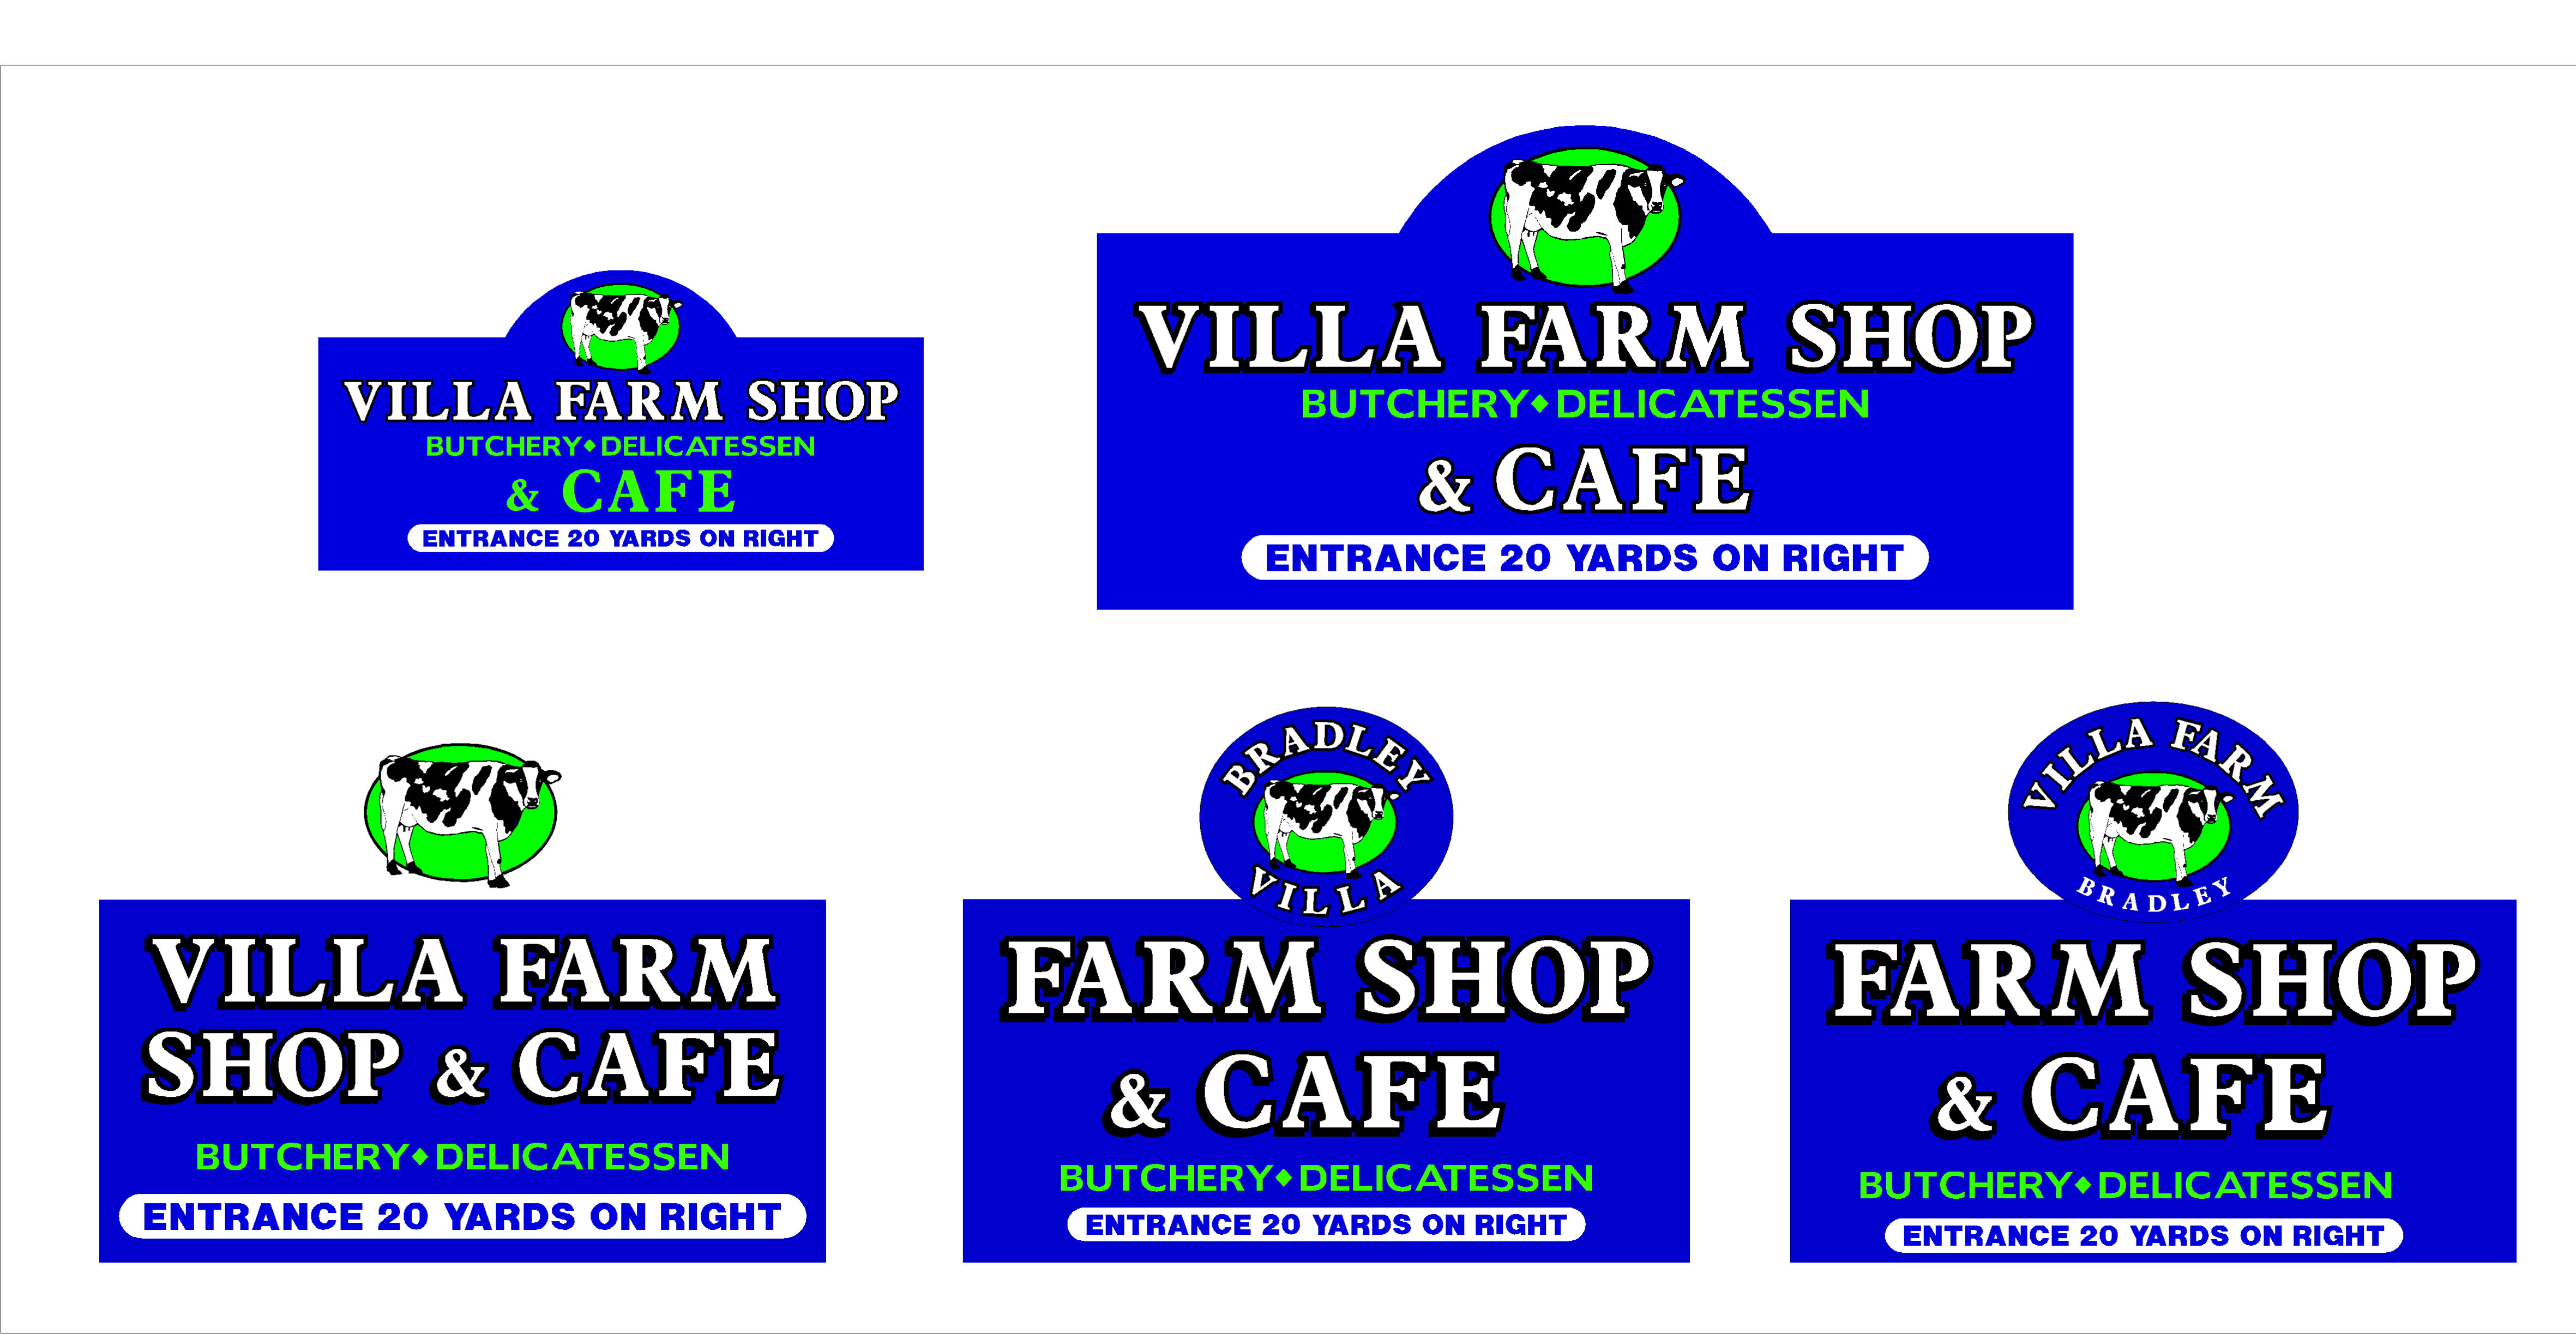 VILLA FARM SHOP
BUTCHERY◆DELICATESSEN
& CAFE
ENTRANCE 20 YARDS ON RIGHT
VILLA FARM SHOP
BUTCHERY◆DELICATESSEN
& CAFE
ENTRANCE 20 YARDS ON RIGHT
VILLA FARM
SHOP & CAFE
BUTCHERY◆DELICATESSEN
ENTRANCE 20 YARDS ON RIGHT
BRADLEY
VILLA
FARM SHOP
& CAFE
BUTCHERY◆DELICATESSEN
ENTRANCE 20 YARDS ON RIGHT
VILLA FARM
BRADLEY
FARM SHOP
& CAFE
BUTCHERY◆DELICATESSEN
ENTRANCE 20 YARDS ON RIGHT